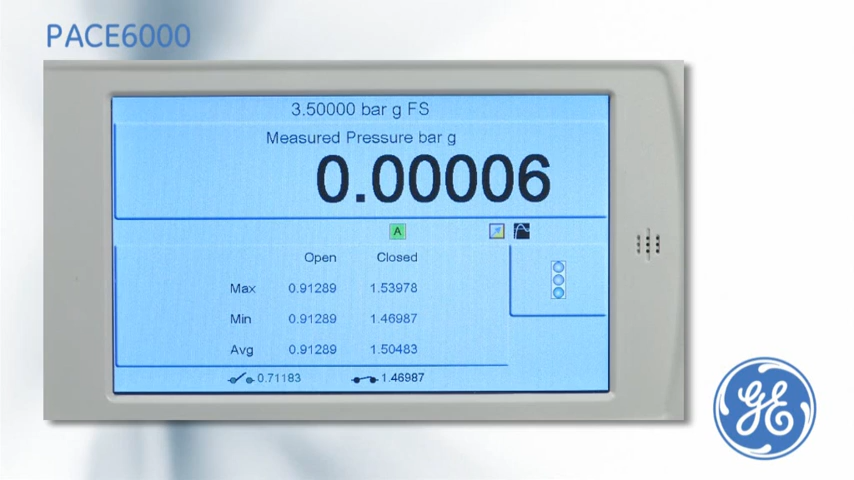 PACE6000
3.50000 bar g FS
Measured Pressure bar g
0.00006
A
Open Closed
Max 0.91289 1.53978
Min 0.91289 1.46987
Avg 0.91289 1.50483
0.71183 1.46987
GE